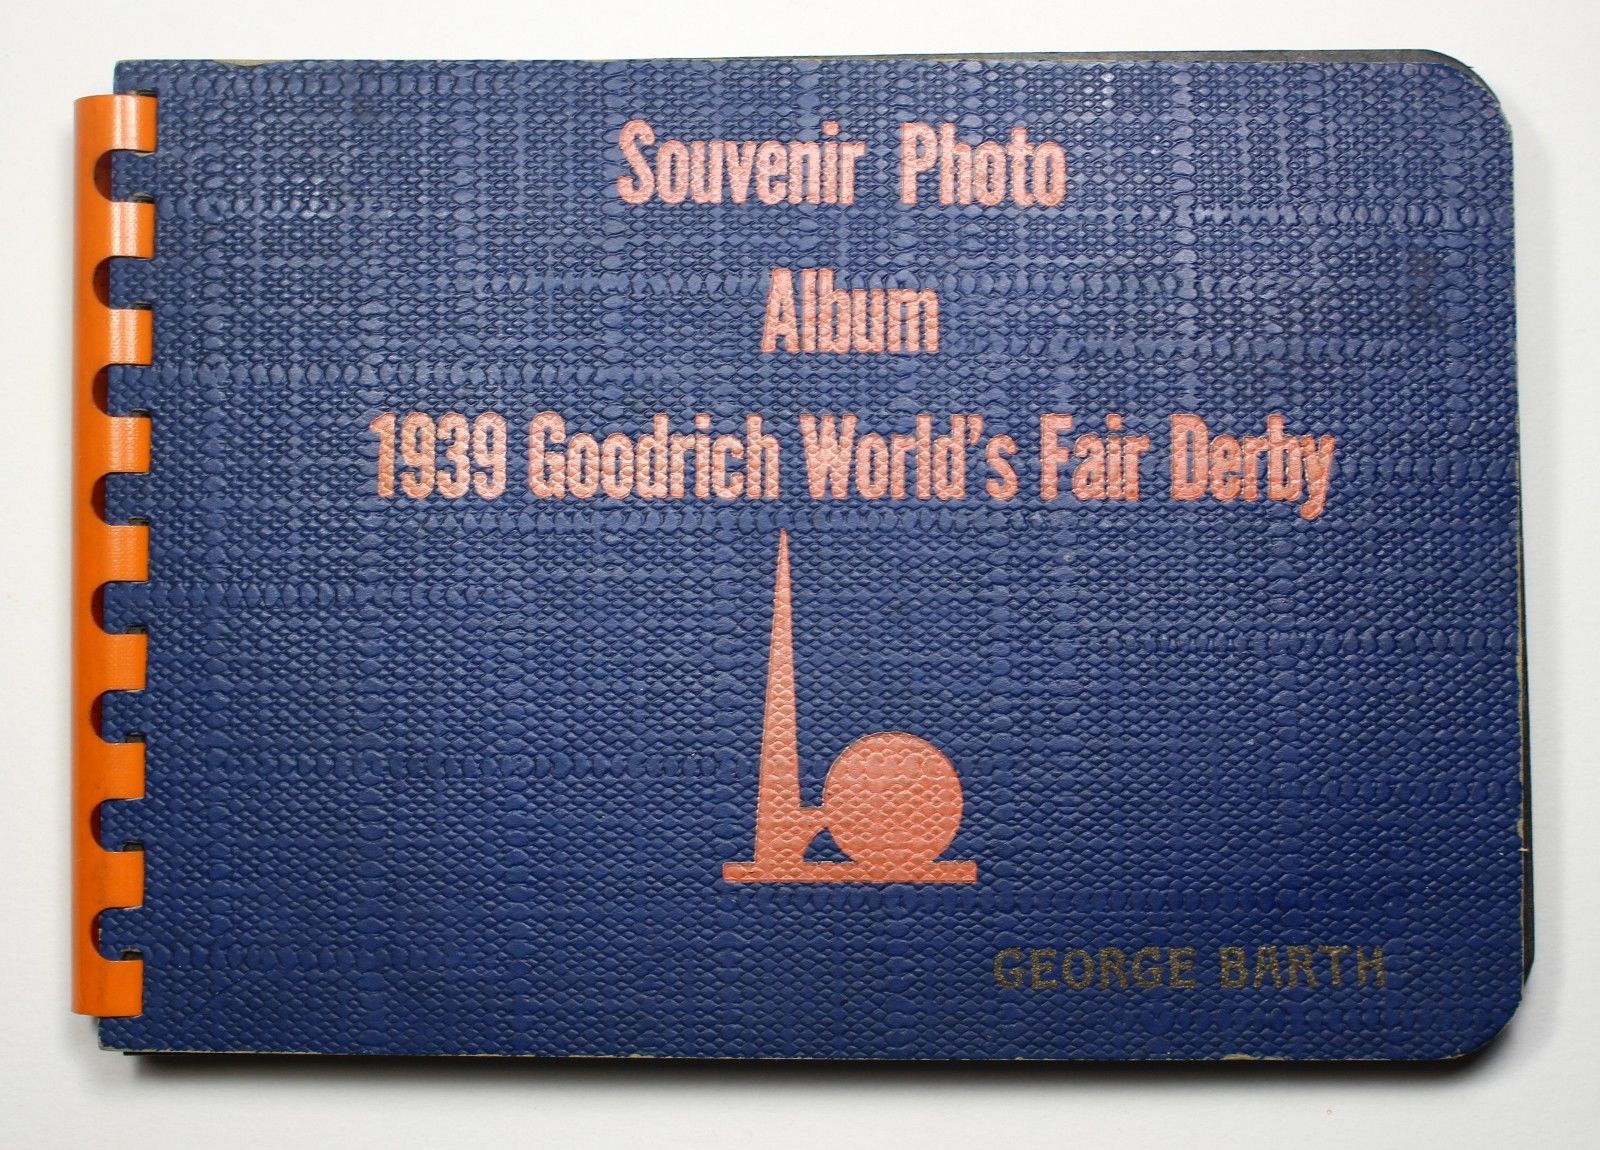 Souvenir Photo
Album
1939 Goodrich World's Fair Derby
GEORGE BARTH